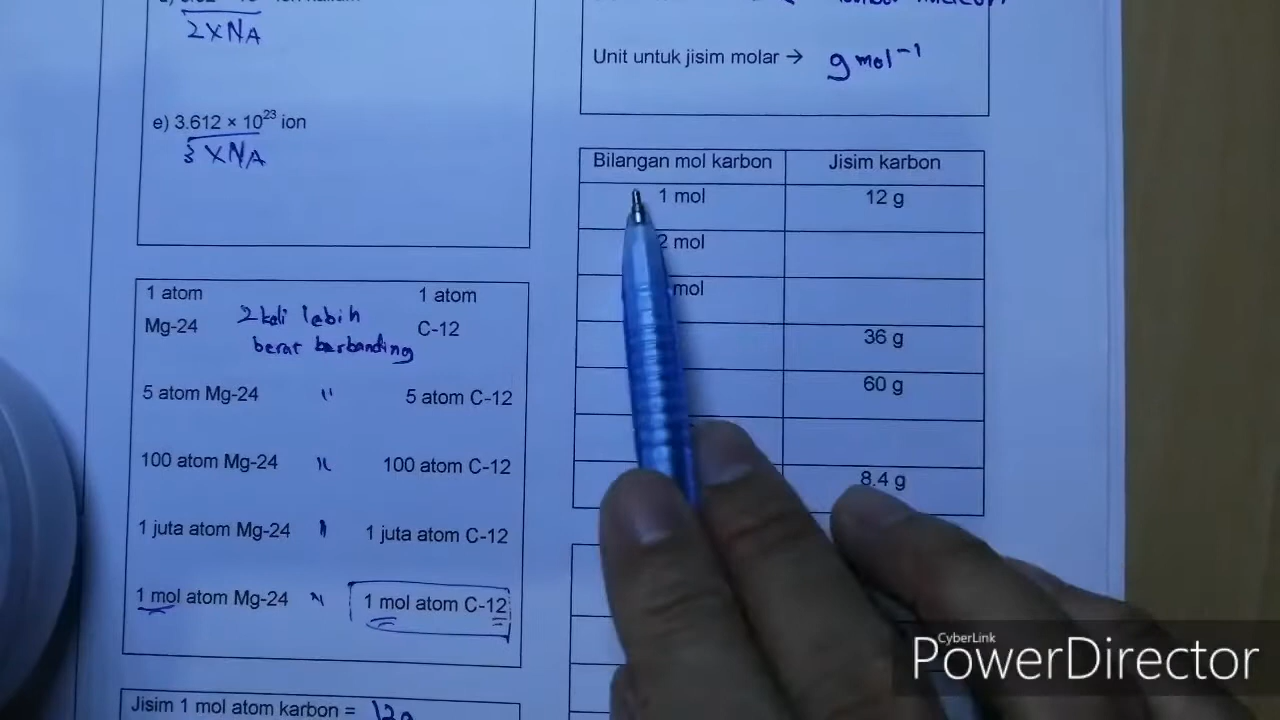 2 x NA
e) 3.612 × 10²³ ion
3 x NA
1 atom
Mg-24
2 kali lebih
berat berbanding
1 atom
C-12
5 atom Mg-24 " 5 atom C-12
100 atom Mg-24 " 100 atom C-12
1 juta atom Mg-24 " 1 juta atom C-12
1 mol atom Mg-24 " 1 mol atom C-12
Jisim 1 mol atom karbon = 12g
Unit untuk jisim molar → g mol⁻¹
Bilangan mol karbon Jisim karbon
1 mol 12 g
2 mol
mol
36 g
60 g
8.4 g
CyberLink
PowerDirector